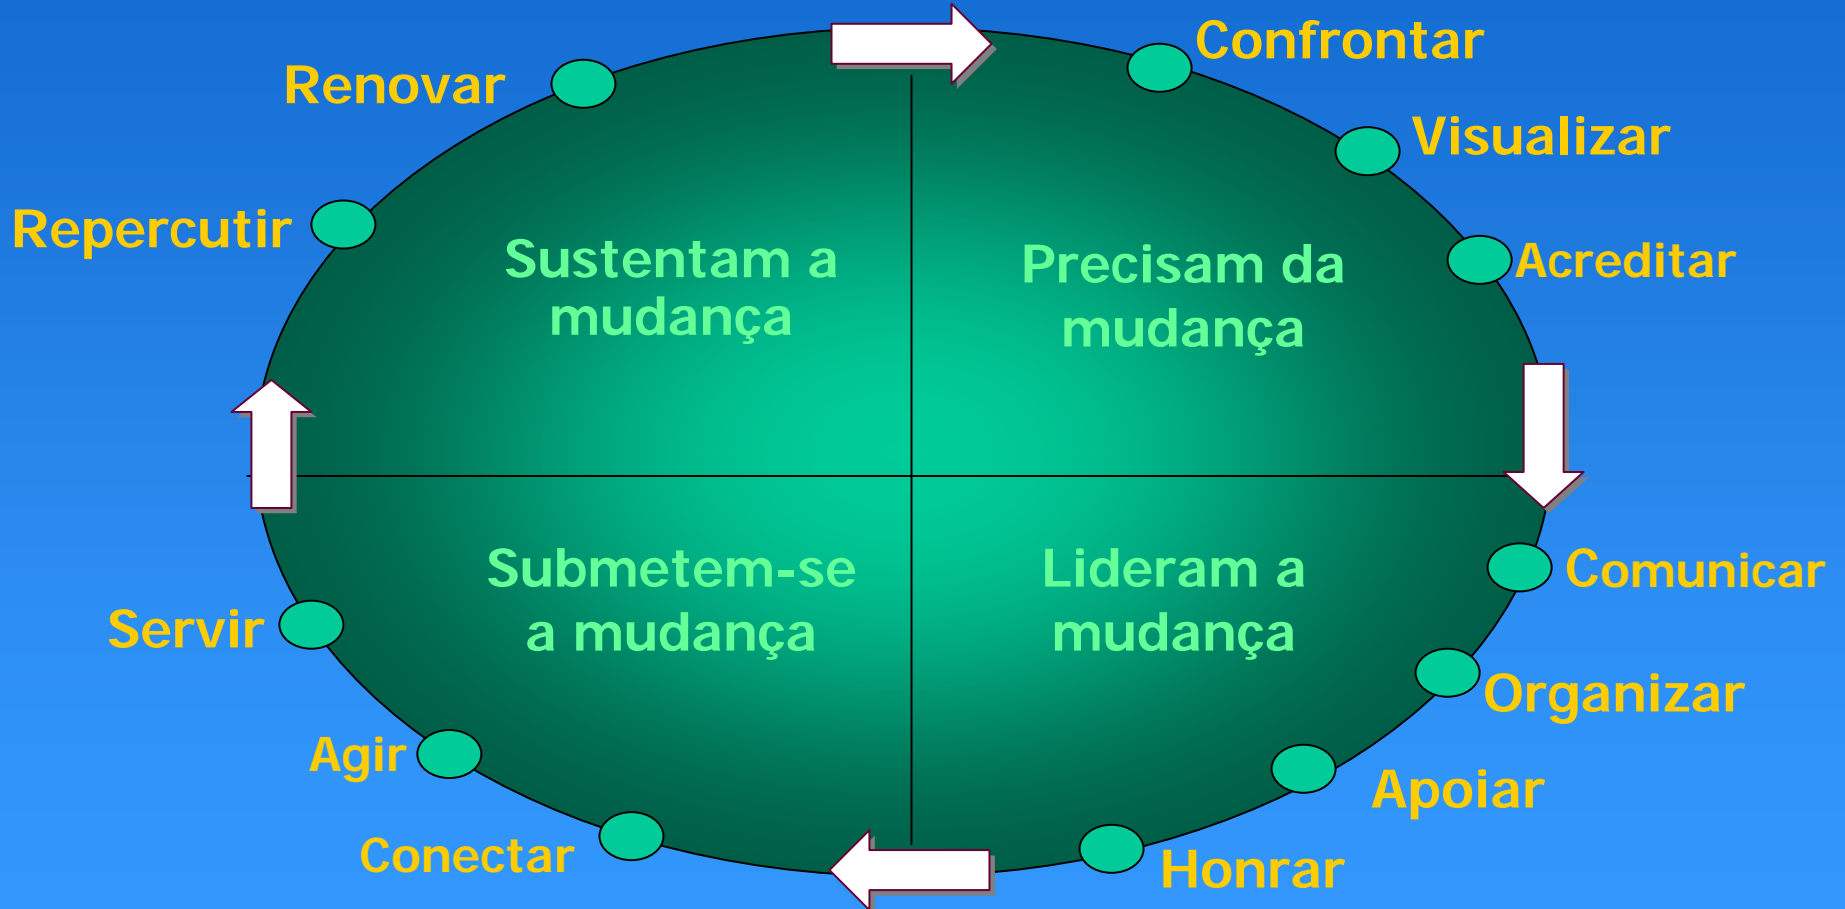 Confrontar
Renovar
Visualizar
Repercutir
Sustentam a
mudança
Precisam da
mudança
Acreditar
Submetem-se
a mudança
Lideram a
mudança
Comunicar
Servir
Organizar
Agir
Apoiar
Conectar
Honrar